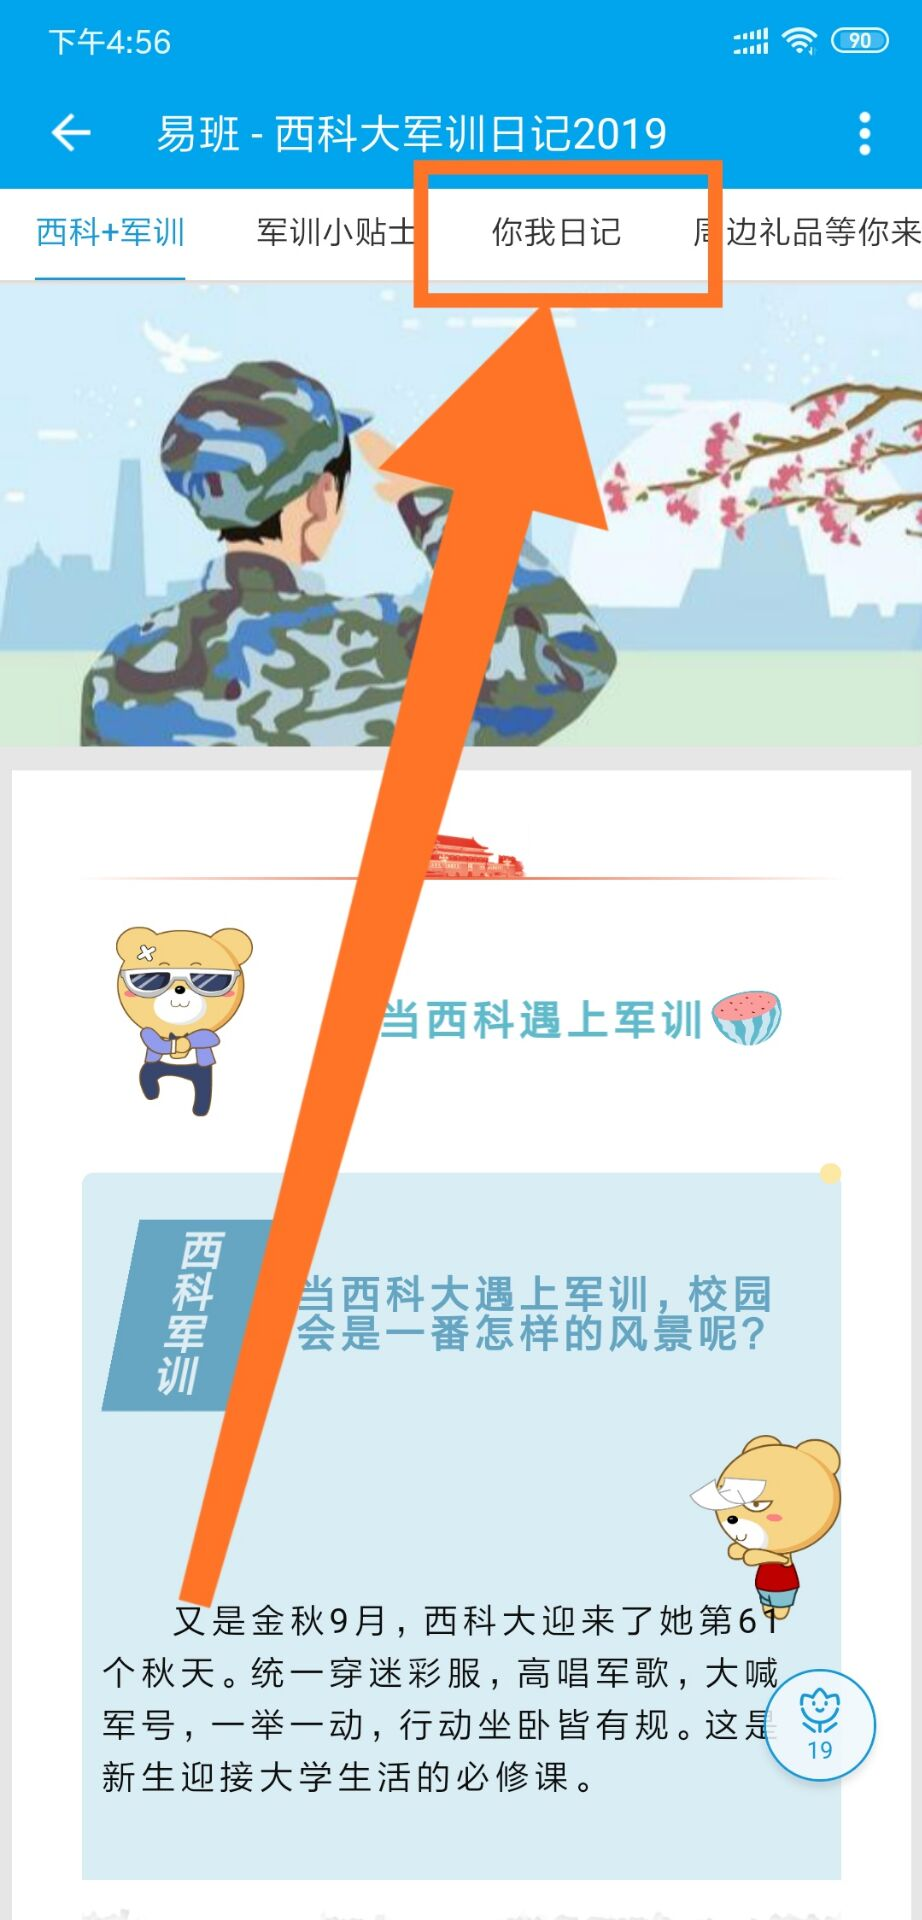 下午4:56
90
易班 - 西科大军训日记2019
西科+军训
军训小贴士
你我日记
周边礼品等你来
当西科遇上军训
西科军训
当西科大遇上军训，校园
会是一番怎样的风景呢？
又是金秋9月，西科大迎来了她第61
个秋天。统一穿迷彩服，高唱军歌，大喊
军号，一举一动，行动坐卧皆有规。这是
新生迎接大学生活的必修课。
19